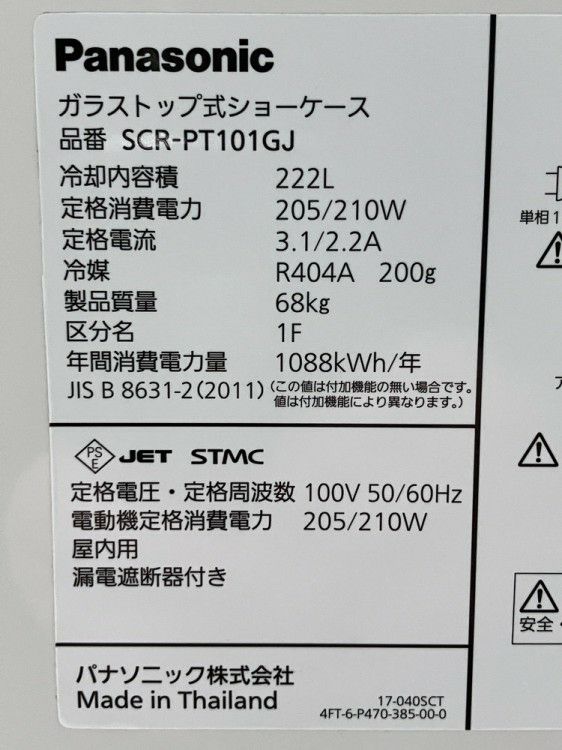 Panasonic
ガラストップ式ショーケース
品番 SCR-PT101GJ
冷却内容積 222L
定格消費電力 205/210W
定格電流 3.1/2.2A
冷媒 R404A 200g
製品質量 68kg
区分名 1F
年間消費電力量 1088kWh/年
JIS B 8631-2(2011) (この値は付加機能の無い場合です。
値は付加機能により異なります。)
PS
E
JET STMC
定格電圧・定格周波数 100V 50/60Hz
電動機定格消費電力 205/210W
屋内用
漏電遮断器付き
パナソニック株式会社
Made in Thailand
17-040SCT
4FT-6-P470-385-00-0
単相1
安全・